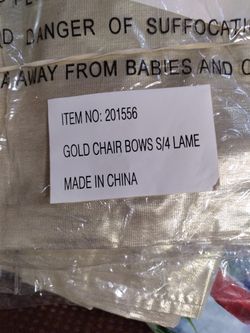 DANGER OF SUFFOCATI
A AWAY FROM BABIES AND C
ITEM NO: 201556
GOLD CHAIR BOWS S/4 LAME
MADE IN CHINA